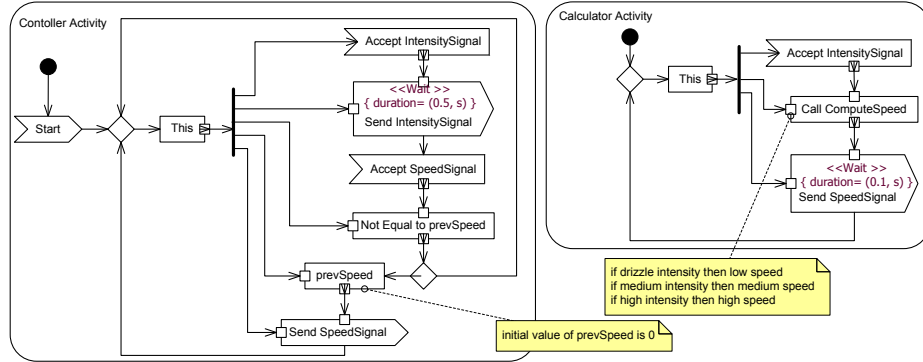 Contoller Activity
Accept IntensitySignal
<<Wait >>
{ duration= (0.5, s) }
Send IntensitySignal
Start
This
Accept SpeedSignal
Not Equal to prevSpeed
prevSpeed
Send SpeedSignal
initial value of prevSpeed is 0
Calculator Activity
Accept IntensitySignal
This
Call ComputeSpeed
<<Wait >>
{ duration= (0.1, s) }
Send SpeedSignal
if drizzle intensity then low speed
if medium intensity then medium speed
if high intensity then high speed